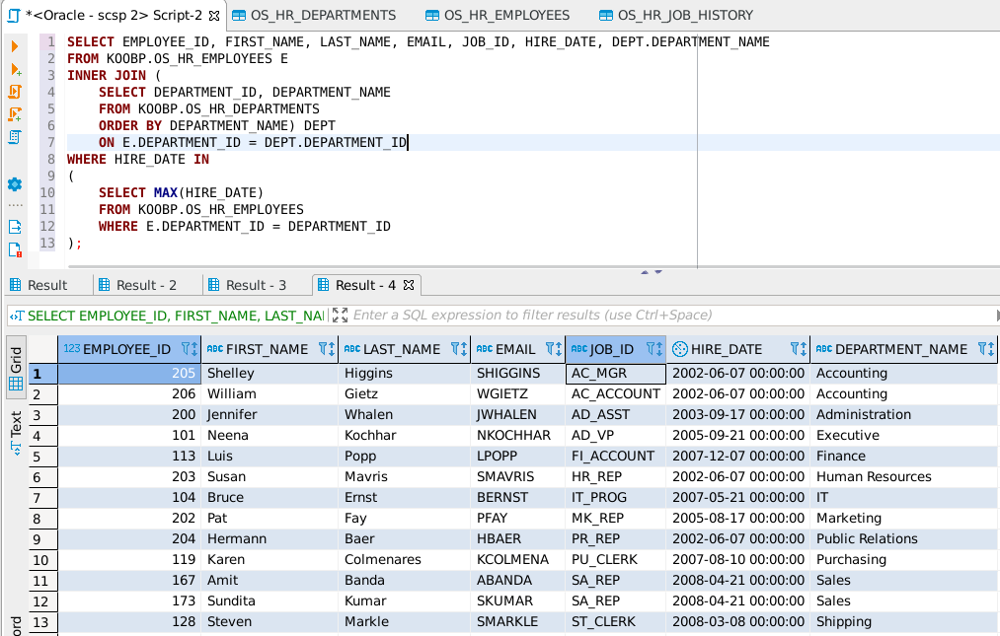 *<Oracle - scsp 2> Script-2 OS_HR_DEPARTMENTS OS_HR_EMPLOYEES OS_HR_JOB_HISTORY
1 SELECT EMPLOYEE_ID, FIRST_NAME, LAST_NAME, EMAIL, JOB_ID, HIRE_DATE, DEPT.DEPARTMENT_NAME
2 FROM KOOBP.OS_HR_EMPLOYEES E
3 INNER JOIN (
4 SELECT DEPARTMENT_ID, DEPARTMENT_NAME
5 FROM KOOBP.OS_HR_DEPARTMENTS
6 ORDER BY DEPARTMENT_NAME) DEPT
7 ON E.DEPARTMENT_ID = DEPT.DEPARTMENT_ID
8 WHERE HIRE_DATE IN
9 (
10 SELECT MAX(HIRE_DATE)
11 FROM KOOBP.OS_HR_EMPLOYEES
12 WHERE E.DEPARTMENT_ID = DEPARTMENT_ID
13 );
Result Result - 2 Result - 3 Result - 4
SELECT EMPLOYEE_ID, FIRST_NAME, LAST_NAI Enter a SQL expression to filter results (use Ctrl+Space)
Grid
Text
ord
123 EMPLOYEE_ID ABC FIRST_NAME ABC LAST_NAME ABC EMAIL ABC JOB_ID HIRE_DATE ABC DEPARTMENT_NAME
1 205 Shelley Higgins SHIGGINS AC_MGR 2002-06-07 00:00:00 Accounting
2 206 William Gietz WGIETZ AC_ACCOUNT 2002-06-07 00:00:00 Accounting
3 200 Jennifer Whalen JWHALEN AD_ASST 2003-09-17 00:00:00 Administration
4 101 Neena Kochhar NKOCHHAR AD_VP 2005-09-21 00:00:00 Executive
5 113 Luis Popp LPOPP FI_ACCOUNT 2007-12-07 00:00:00 Finance
6 203 Susan Mavris SMAVRIS HR_REP 2002-06-07 00:00:00 Human Resources
7 104 Bruce Ernst BERNST IT_PROG 2007-05-21 00:00:00 IT
8 202 Pat Fay PFAY MK_REP 2005-08-17 00:00:00 Marketing
9 204 Hermann Baer HBAER PR_REP 2002-06-07 00:00:00 Public Relations
10 119 Karen Colmenares KCOLMENA PU_CLERK 2007-08-10 00:00:00 Purchasing
11 167 Amit Banda ABANDA SA_REP 2008-04-21 00:00:00 Sales
12 173 Sundita Kumar SKUMAR SA_REP 2008-04-21 00:00:00 Sales
13 128 Steven Markle SMARKLE ST_CLERK 2008-03-08 00:00:00 Shipping